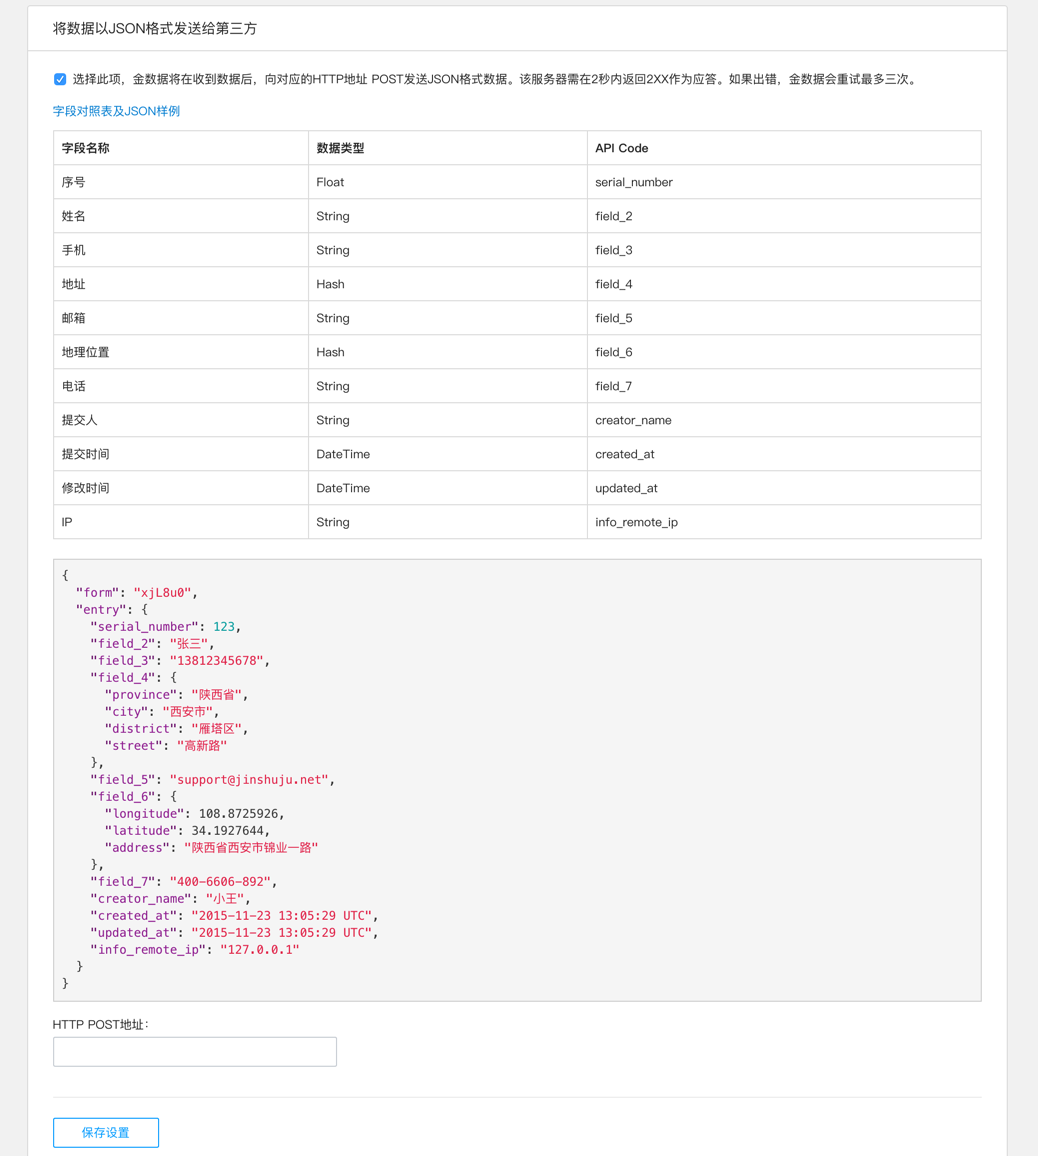 将数据以JSON格式发送给第三方
选择此项，金数据将在收到数据后，向对应的HTTP地址 POST发送JSON格式数据。该服务器需在2秒内返回2XX作为应答。如果出错，金数据会重试最多三次。
字段对照表及JSON样例
字段名称 数据类型 API Code
序号 Float serial_number
姓名 String field_2
手机 String field_3
地址 Hash field_4
邮箱 String field_5
地理位置 Hash field_6
电话 String field_7
提交人 String creator_name
提交时间 DateTime created_at
修改时间 DateTime updated_at
IP String info_remote_ip
{
"form": "xjL8u0",
"entry": {
"serial_number": 123,
"field_2": "张三",
"field_3": "13812345678",
"field_4": {
"province": "陕西省",
"city": "西安市",
"district": "雁塔区",
"street": "高新路"
},
"field_5": "support@jinshuju.net",
"field_6": {
"longitude": 108.8725926,
"latitude": 34.1927644,
"address": "陕西省西安市锦业一路"
},
"field_7": "400-6606-892",
"creator_name": "小王",
"created_at": "2015-11-23 13:05:29 UTC",
"updated_at": "2015-11-23 13:05:29 UTC",
"info_remote_ip": "127.0.0.1"
}
}
HTTP POST地址：
保存设置